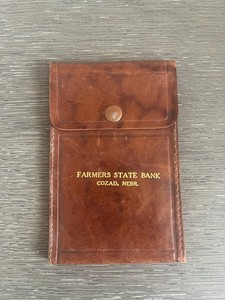 FARMERS STATE BANK
COZAD, NEBR.